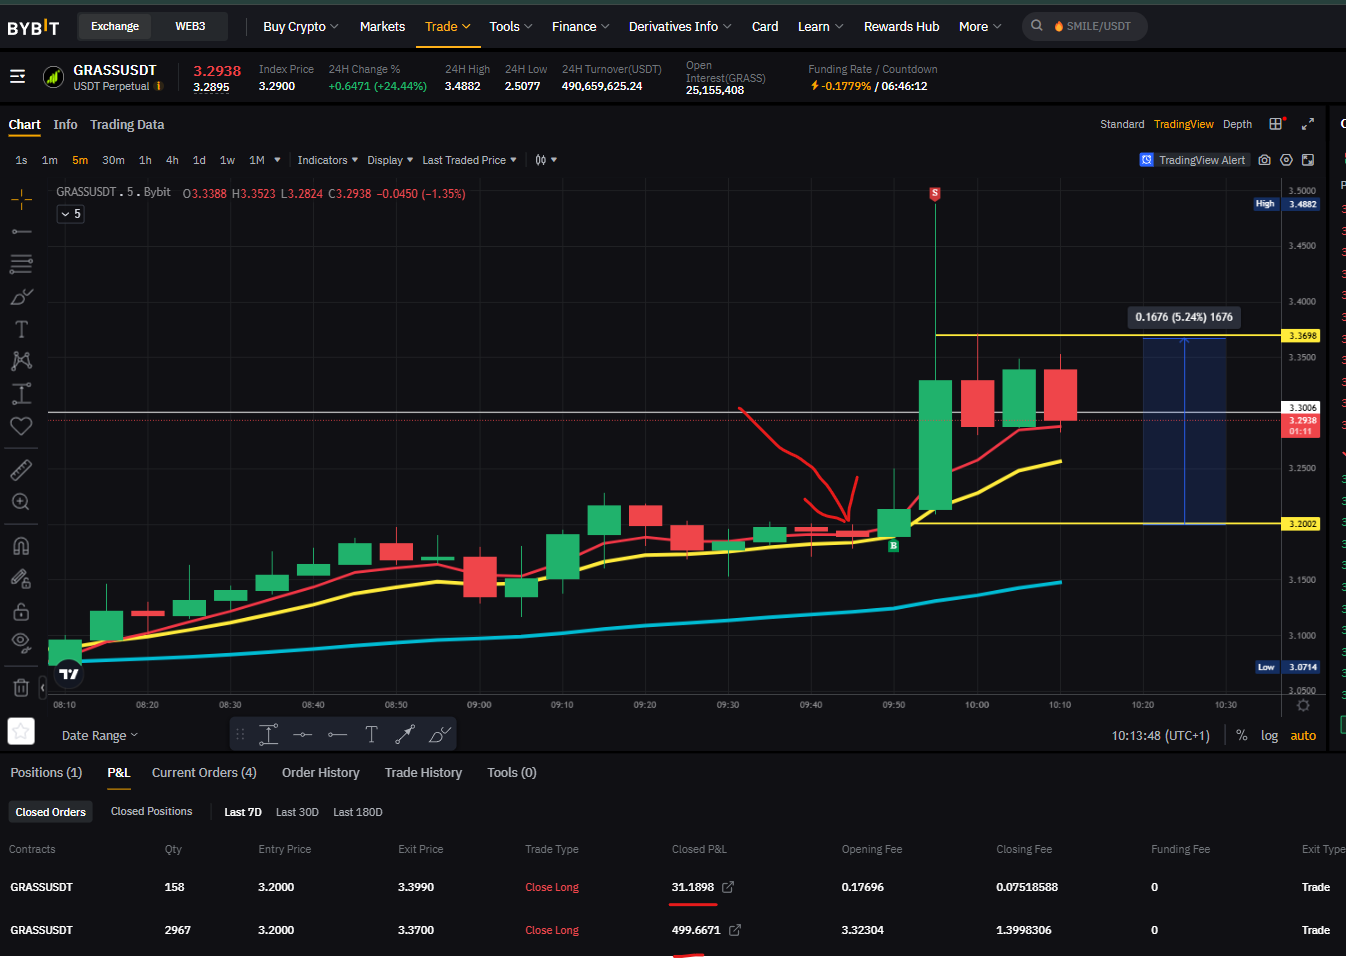 BYBIT Exchange WEB3 Buy Crypto Markets Trade Tools Finance Derivatives Info Card Learn Rewards Hub More SMILE/USDT
GRASSUSDT
USDT Perpetual
3.2938
3.2895
Index Price
3.2900
24H Change %
+0.6471 (+24.44%)
24H High
3.4882
24H Low
2.5077
24H Turnover(USDT)
490,659,625.24
Open
Interest(GRASS)
25,155,408
Funding Rate / Countdown
-0.1779% / 06:46:12
Chart Info Trading Data
Standard TradingView Depth
1s 1m 5m 30m 1h 4h 1d 1w 1M Indicators Display Last Traded Price
TradingView Alert
GRASSUSDT . 5 . Bybit O3.3388 H3.3523 L3.2824 C3.2938 -0.0450 (−1.35%)
5
S
3.5000
High 3.4882
3.4500
3.4000
0.1676 (5.24%) 1676
3.3698
3.3500
3.3006
3.2938
01:11
3.2500
3.2002
B
3.1500
3.1000
Low 3.0714
3.0500
08:10 08:20 08:30 08:40 08:50 09:00 09:10 09:20 09:30 09:40 09:50 10:00 10:10 10:20 10:30
Date Range
T
10:13:48 (UTC+1) % log auto
Positions (1) P&L Current Orders (4) Order History Trade History Tools (0)
Closed Orders Closed Positions Last 7D Last 30D Last 180D
Contracts Qty Entry Price Exit Price Trade Type Closed P&L Opening Fee Closing Fee Funding Fee Exit Type
GRASSUSDT 158 3.2000 3.3990 Close Long 31.1898 0.17696 0.07518588 0 Trade
GRASSUSDT 2967 3.2000 3.3700 Close Long 499.6671 3.32304 1.3998306 0 Trade